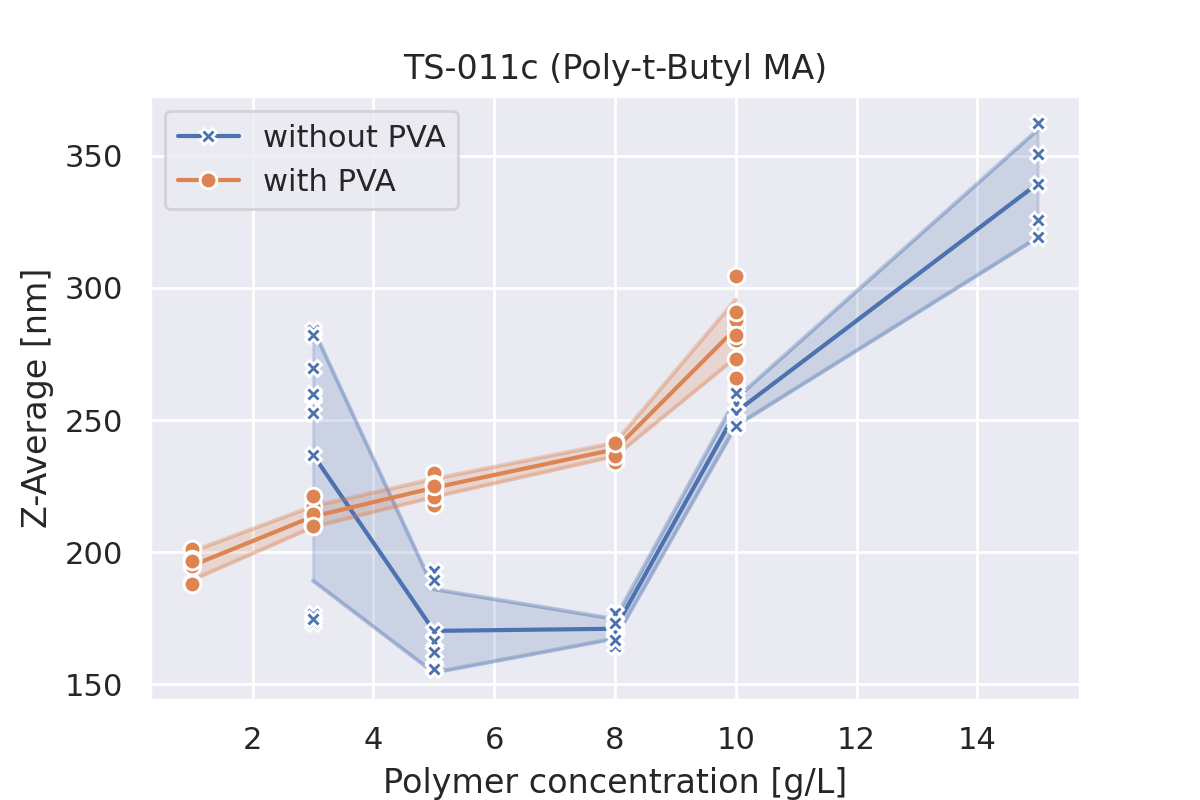 TS-011c (Poly-t-Butyl MA)
without PVA
with PVA
Z-Average [nm]
350
300
250
200
150
2 4 6 8 10 12 14
Polymer concentration [g/L]